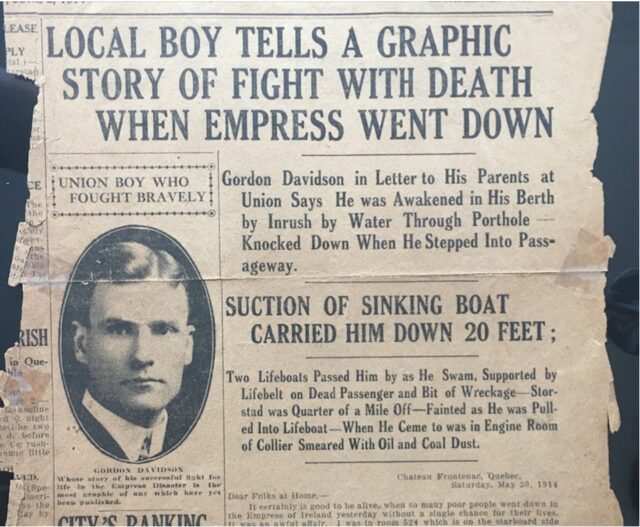 LOCAL BOY TELLS A GRAPHIC
STORY OF FIGHT WITH DEATH
WHEN EMPRESS WENT DOWN
UNION BOY WHO
FOUGHT BRAVELY
GORDON DAVIDSON
Whose story of his successful fight for
life in the Empress Disaster is the
most graphic of any which have yet
been published.
CITY'S RANKING
Gordon Davidson in Letter to His Parents at
Union Says He was Awakened in His Berth
by Inrush by Water Through Porthole —
Knocked Down When He Stepped Into Pass-
ageway.
SUCTION OF SINKING BOAT
CARRIED HIM DOWN 20 FEET;
Two Lifeboats Passed Him by as He Swam, Supported by
Lifebelt on Dead Passenger and Bit of Wreckage—Stor-
stad was Quarter of a Mile Off—Fainted as He was Pull-
ed Into Lifeboat—When He Came to was in Engine Room
of Collier Smeared With Oil and Coal Dust.
Chateau Frontenac, Quebec,
Saturday, May 30, 1914
Dear Folks at Home,—
It certainly is good to be alive, when so many poor people went down in
the Empress of Ireland yesterday without a single chance for their lives.
It was an awful affair. I was in room 524 which is on the starboard side
LEASE
PLY
CE
RISH
in Que-